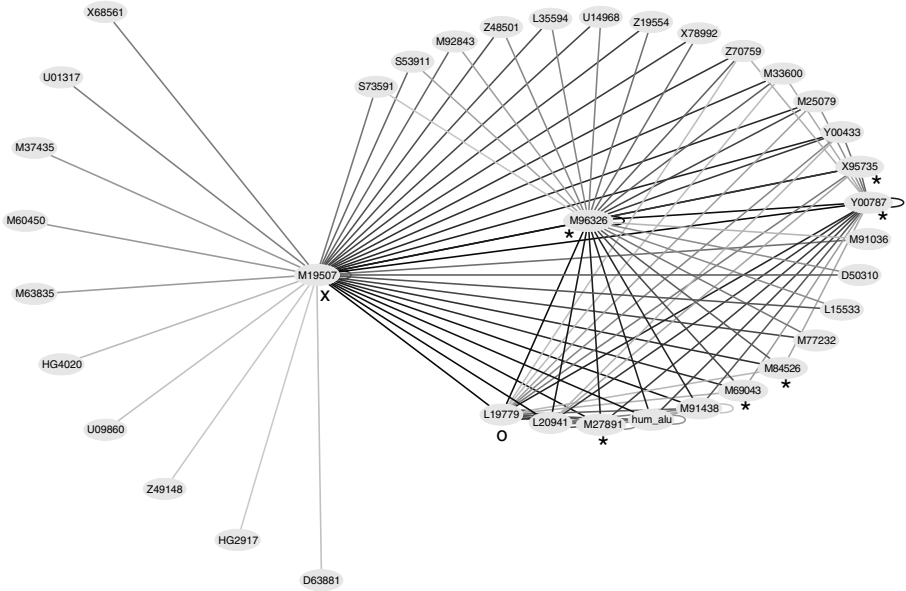 X68561
U01317
M37435
M60450
M63835
HG4020
U09860
Z49148
HG2917
D63881
M19507
X
S73591
S53911
M92843
Z48501
L35594
U14968
Z19554
X78992
Z70759
M33600
M25079
Y00433
X95735
*
Y00787
*
M96326
*
M91036
D50310
L15533
M77232
M84526
*
M69043
*
M91438
hum_alu
M27891
*
L20941
L19779
O